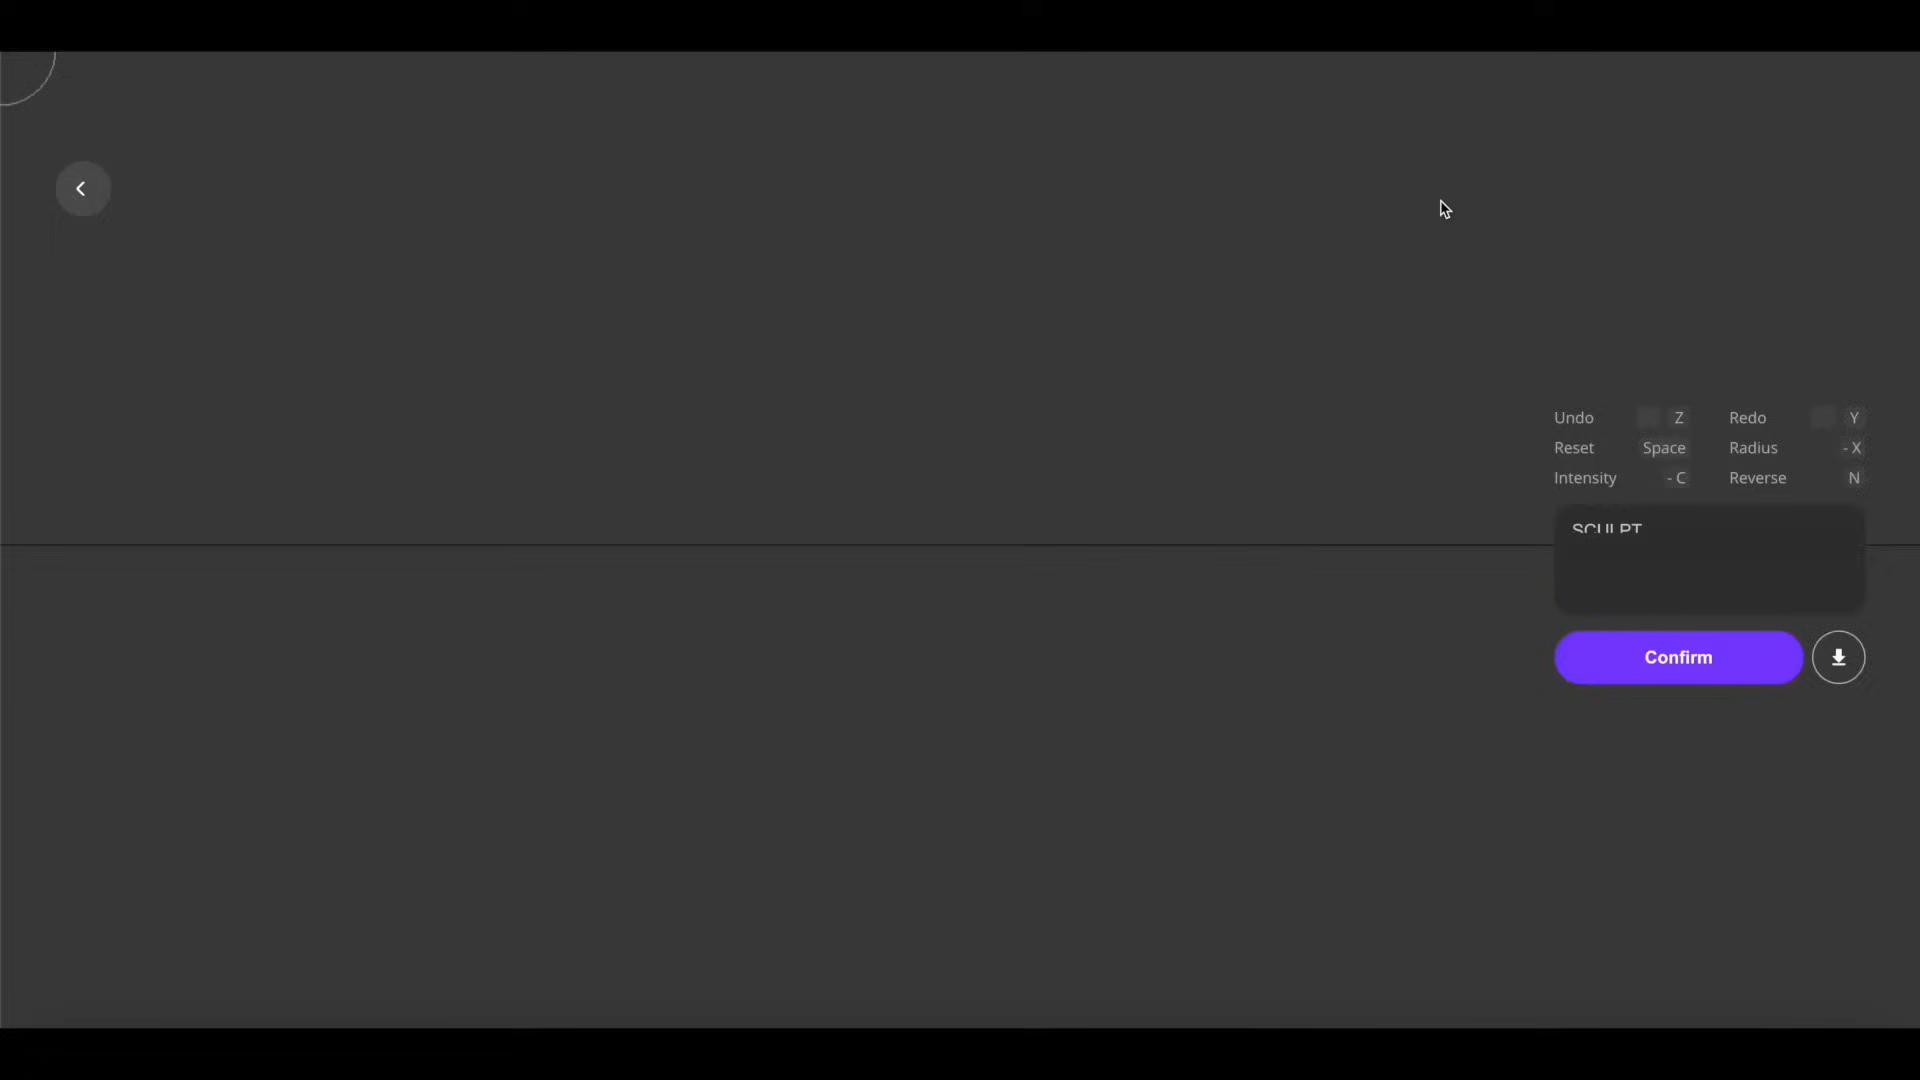 Undo Z Redo Y
Reset Space Radius - X
Intensity - C Reverse N
SCULPT
Confirm